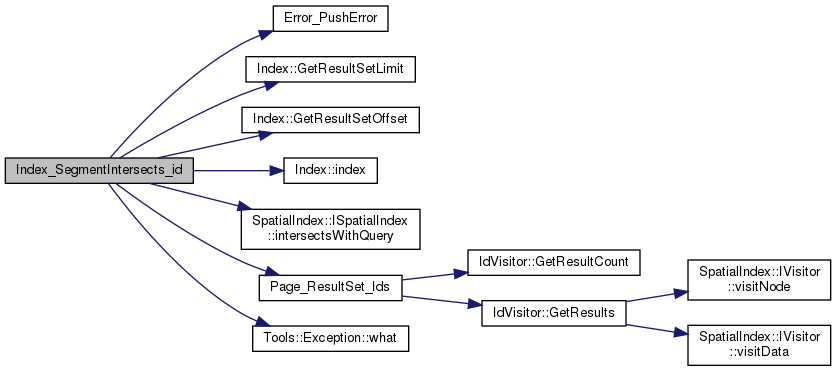 Error_PushError
Index::GetResultSetLimit
Index::GetResultSetOffset
Index_SegmentIntersects_id
Index::index
SpatialIndex::ISpatialIndex
::intersectsWithQuery
Page_ResultSet_Ids
Tools::Exception::what
IdVisitor::GetResultCount
IdVisitor::GetResults
SpatialIndex::IVisitor
::visitNode
SpatialIndex::IVisitor
::visitData